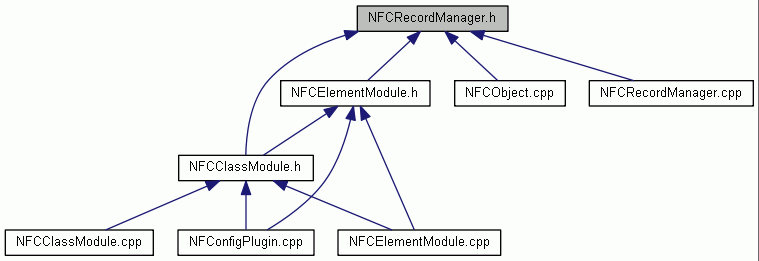 NFCRecordManager.h
NFCElementModule.h
NFCObject.cpp
NFCRecordManager.cpp
NFCClassModule.h
NFCClassModule.cpp
NFConfigPlugin.cpp
NFCElementModule.cpp